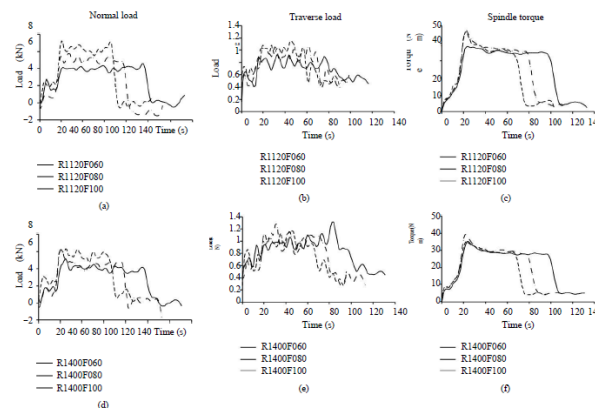 Normal load
Traverse load
Spindle torque
(a)
8
6
4
2
0
−2
Load (kN)
0 20 40 60 80 100 120 140
Time (s)
R1120F060
R1120F080
R1120F100
(a)
1.4
1.2
1
0.8
0.6
0.4
0.2
0
Load
0 20 40 60 80 100 120 140
Time (s)
R1120F060
R1120F080
R1120F100
(b)
50
40
30
20
10
0
0 20 40 60 80 100 120 140
Time (s)
R1120F060
R1120F080
R1120F100
(c)
8
6
4
2
0
−2
Load (kN)
20 40 60 80 100 120 140
Time (s)
R1400F060
R1400F080
R1400F100
(d)
1.4
1.2
1.0
0.8
0.6
0.4
0.2
0
0 20 40 60 80 100 120 140
Time (s)
R1400F060
R1400F080
R1400F100
(e)
50
40
30
20
10
0
0 20 40 60 80 100 120 140
Time (s)
R1400F060
R1400F080
R1400F100
(f)